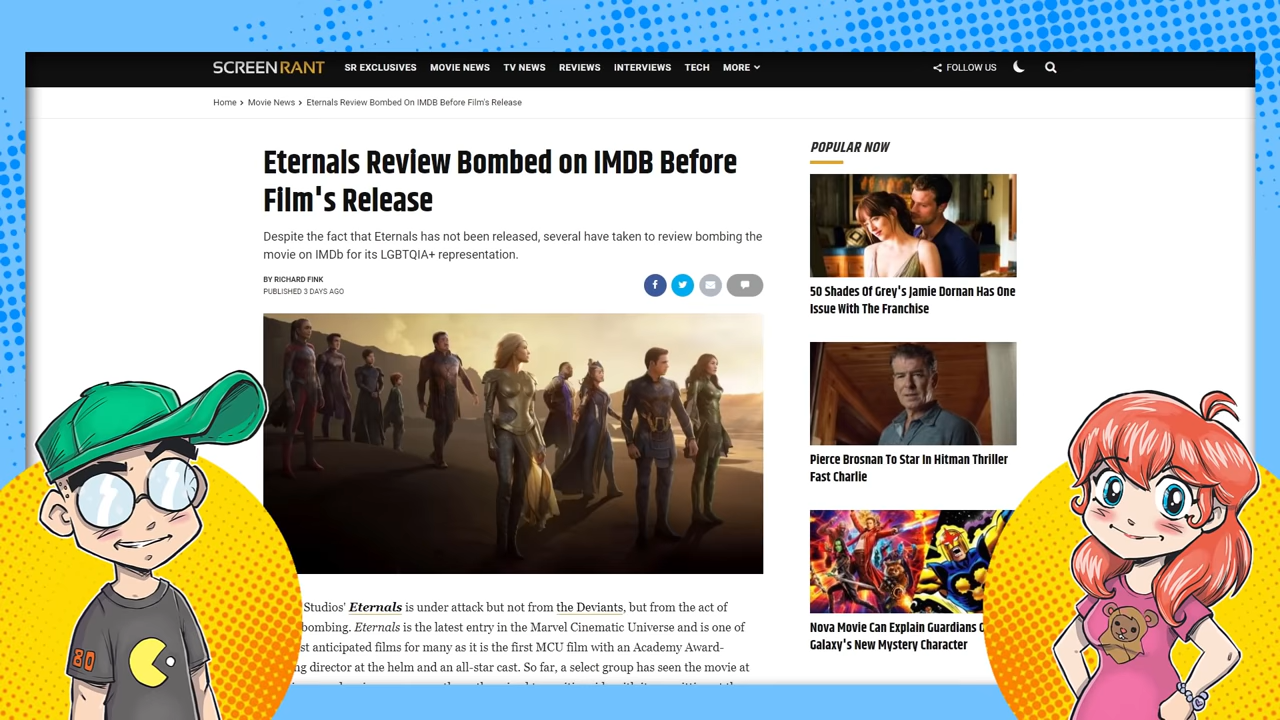 SCREENRANT SR EXCLUSIVES MOVIE NEWS TV NEWS REVIEWS INTERVIEWS TECH MORE FOLLOW US
Home > Movie News > Eternals Review Bombed On IMDB Before Film's Release
Eternals Review Bombed on IMDB Before
Film's Release
Despite the fact that Eternals has not been released, several have taken to review bombing the
movie on IMDb for its LGBTQIA+ representation.
BY RICHARD FINK
PUBLISHED 3 DAYS AGO
Studios' Eternals is under attack but not from the Deviants, but from the act of
bombing. Eternals is the latest entry in the Marvel Cinematic Universe and is one of
anticipated films for many as it is the first MCU film with an Academy Award-
director at the helm and an all-star cast. So far, a select group has seen the movie at
POPULAR NOW
50 Shades Of Grey's Jamie Dornan Has One
Issue With The Franchise
Pierce Brosnan To Star In Hitman Thriller
Fast Charlie
Nova Movie Can Explain Guardians
Galaxy's New Mystery Character
80